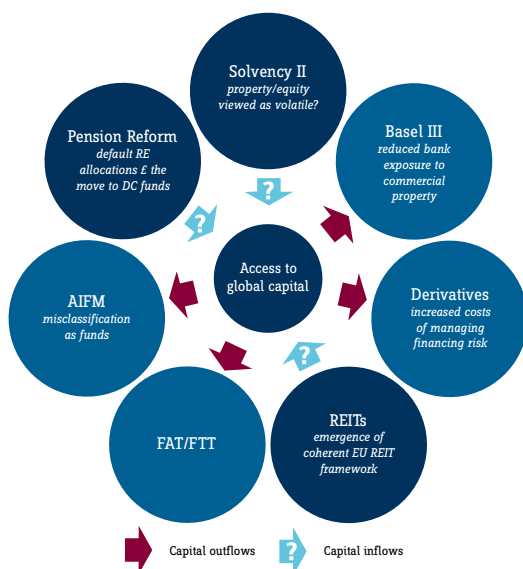 Solvency II
property/equity
viewed as volatile?
Pension Reform
default RE
allocations £ the
move to DC funds
Basel III
reduced bank
exposure to
commercial
property
?
?
Access to
global capital
AIFM
misclassification
as funds
Derivatives
increased costs
of managing
financing risk
?
FAT/FTT
REITs
emergence of
coherent EU REIT
framework
Capital outflows
? Capital inflows